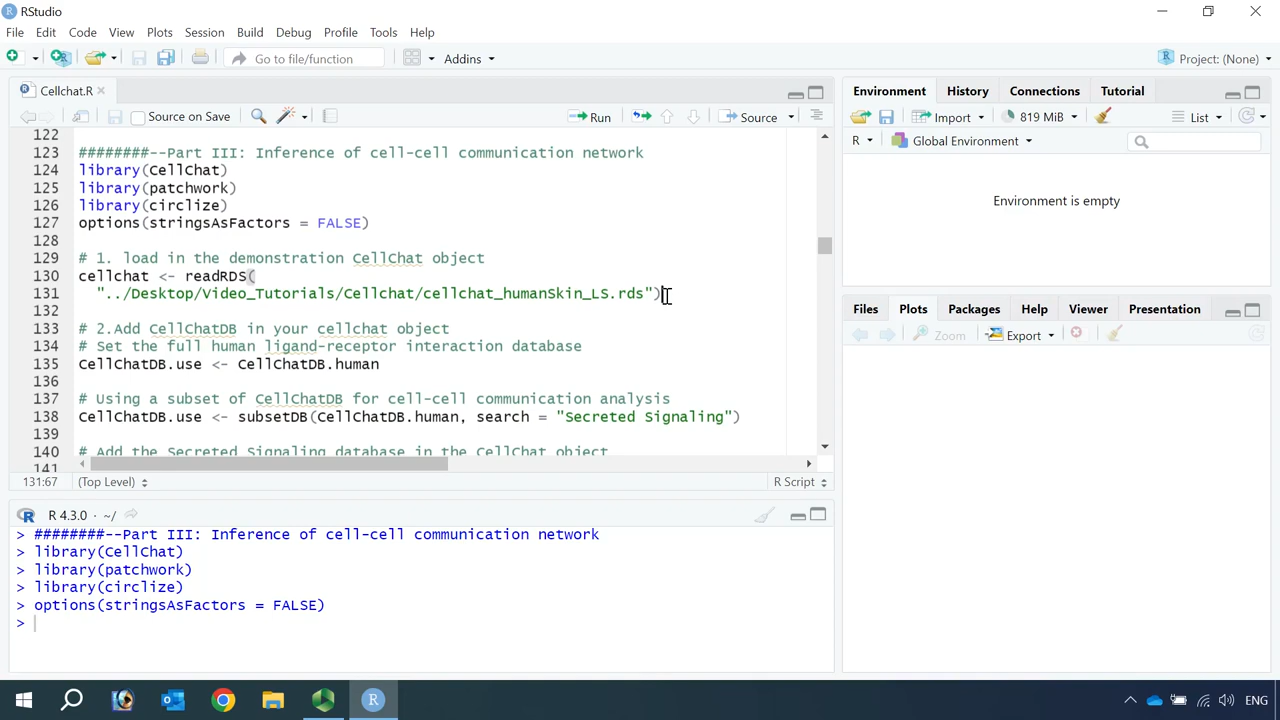 RStudio
File Edit Code View Plots Session Build Debug Profile Tools Help
Go to file/function Addins Project: (None)
Cellchat.R
Source on Save Run Source
122
123 ########--Part III: Inference of cell-cell communication network
124 library(CellChat)
125 library(patchwork)
126 library(circlize)
127 options(stringsAsFactors = FALSE)
128
129 # 1. load in the demonstration CellChat object
130 cellchat <- readRDS(
131 "../Desktop/Video_Tutorials/Cellchat/cellchat_humanSkin_LS.rds")
132
133 # 2.Add CellChatDB in your cellchat object
134 # Set the full human ligand-receptor interaction database
135 CellChatDB.use <- CellChatDB.human
136
137 # Using a subset of CellChatDB for cell-cell communication analysis
138 CellChatDB.use <- subsetDB(CellChatDB.human, search = "Secreted Signaling")
139
140 # Add the Secreted Signaling database in the CellChat object
141
131:67 (Top Level) R Script
R 4.3.0 · ~/
> ########--Part III: Inference of cell-cell communication network
> library(CellChat)
> library(patchwork)
> library(circlize)
> options(stringsAsFactors = FALSE)
>
Environment History Connections Tutorial
Import 819 MiB List
R Global Environment
Environment is empty
Files Plots Packages Help Viewer Presentation
Zoom Export
ENG